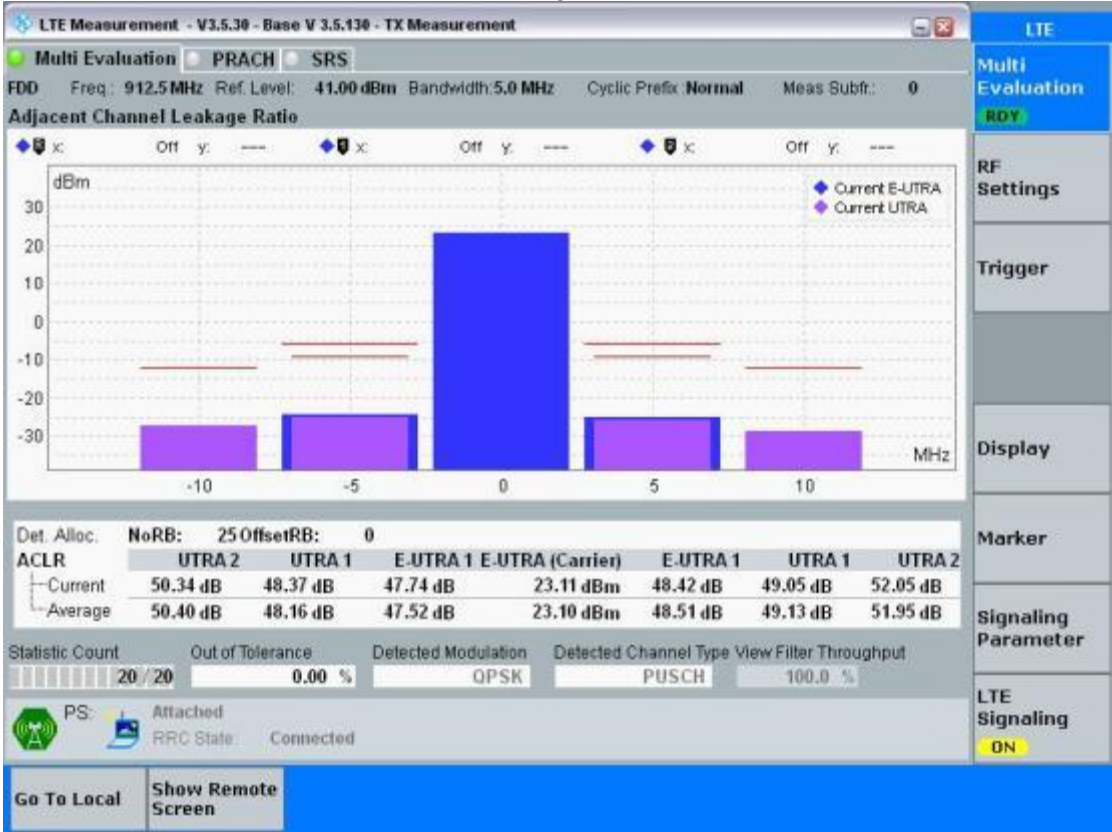 LTE Measurement - V3.5.30 - Base V 3.5.130 - TX Measurement
LTE
Multi Evaluation PRACH SRS
Multi Evaluation
RDY
FDD Freq.: 912.5 MHz Ref. Level: 41.00 dBm Bandwidth: 5.0 MHz Cyclic Prefix : Normal Meas Subfr.: 0
Adjacent Channel Leakage Ratio
x: Off y: --- x: Off y: --- x: Off y: ---
dBm
Current E-UTRA
Current UTRA
30
20
10
0
-10
-20
-30
MHz
-10 -5 0 5 10
RF Settings
Trigger
Display
Marker
Signaling Parameter
LTE Signaling
ON
Det. Alloc. NoRB: 25 OffsetRB: 0
ACLR UTRA 2 UTRA 1 E-UTRA 1 E-UTRA (Carrier) E-UTRA 1 UTRA 1 UTRA 2
Current 50.34 dB 48.37 dB 47.74 dB 23.11 dBm 48.42 dB 49.05 dB 52.05 dB
Average 50.40 dB 48.16 dB 47.52 dB 23.10 dBm 48.51 dB 49.13 dB 51.95 dB
Statistic Count Out of Tolerance Detected Modulation Detected Channel Type View Filter Throughput
20 / 20 0.00 % QPSK PUSCH 100.0 %
PS: Attached
RRC State: Connected
Go To Local
Show Remote Screen